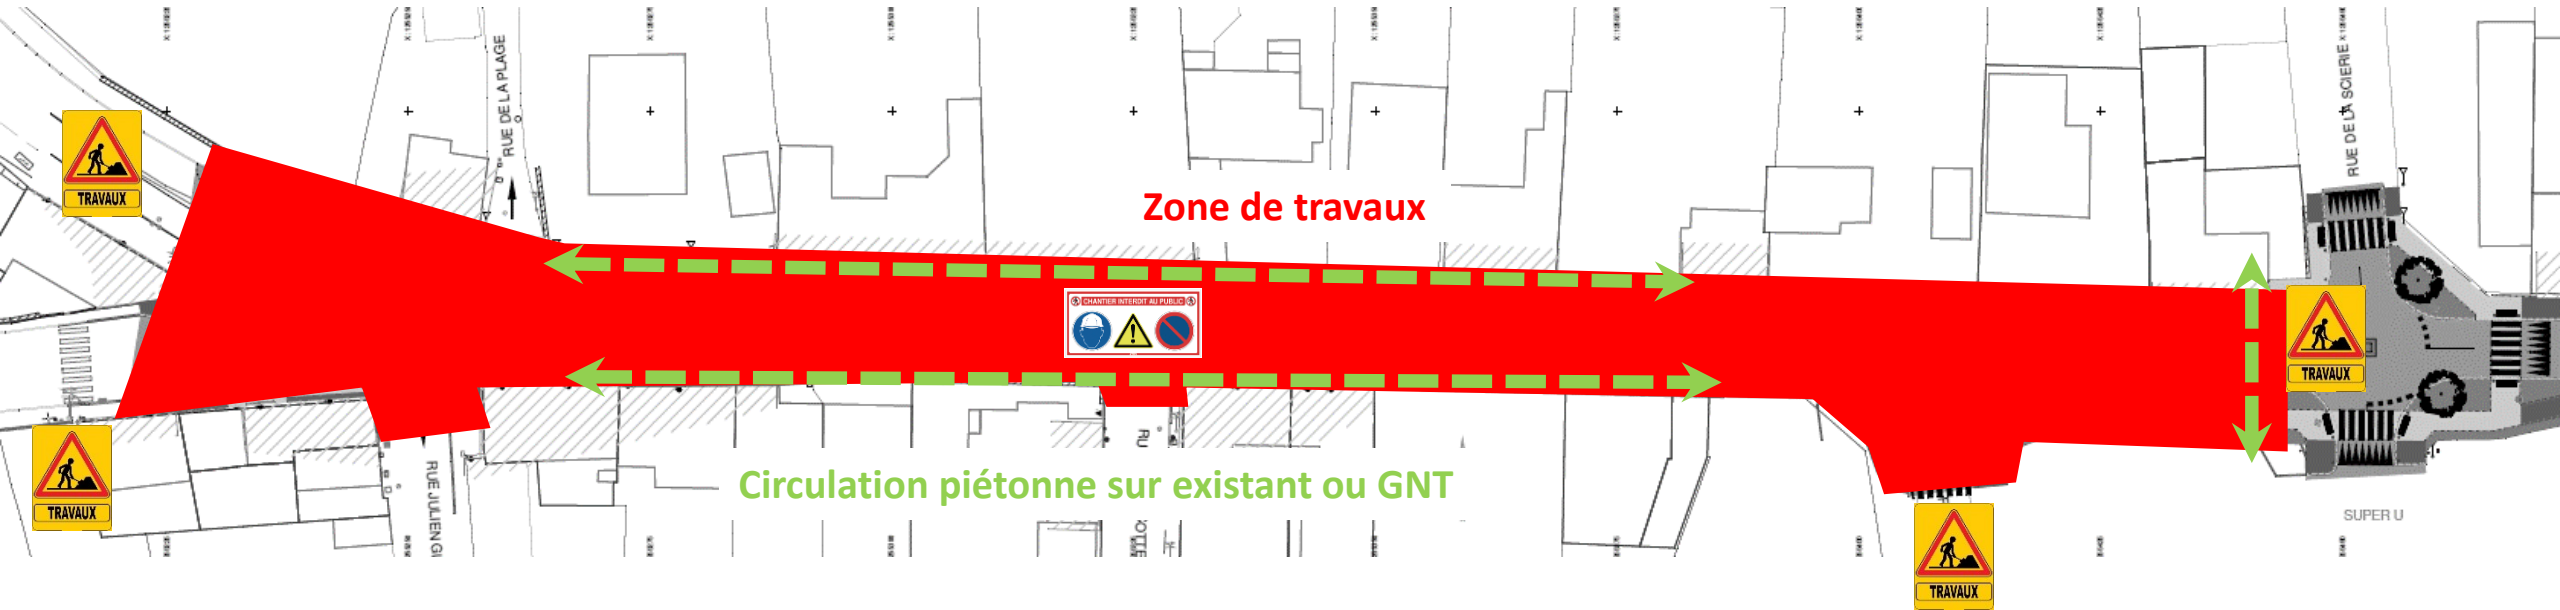 RUE DE LA PLAGE
RUE DE LA SCIERIE
TRAVAUX
Zone de travaux
CHANTIER INTERDIT AU PUBLIC
TRAVAUX
TRAVAUX
RUE JULIEN
Circulation piétonne sur existant ou GNT
SUPER U
TRAVAUX